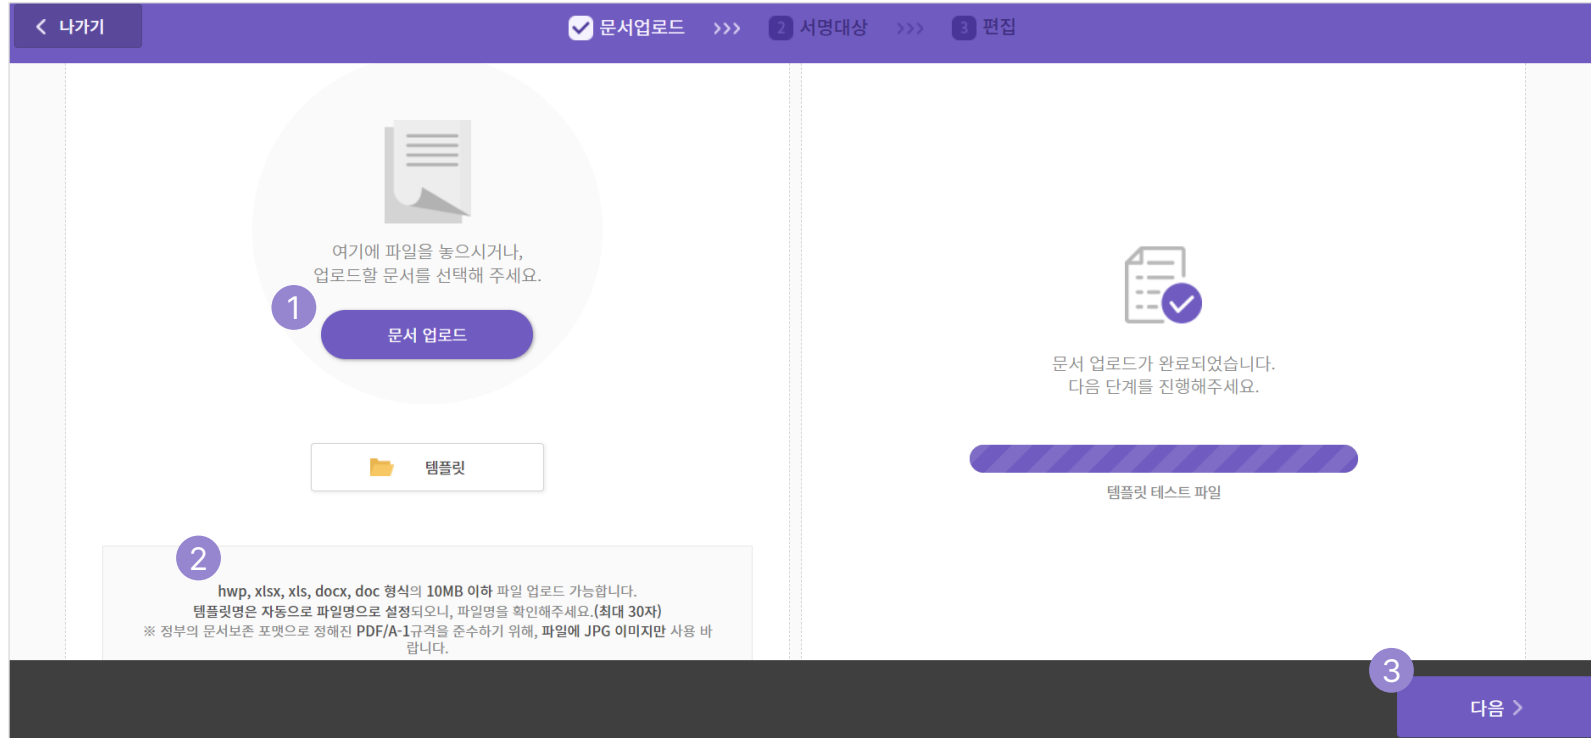 나가기
문서업로드
2 서명대상
3 편집
여기에 파일을 놓으시거나,
업로드할 문서를 선택해 주세요.
1
문서 업로드
템플릿
2
hwp, xlsx, xls, docx, doc 형식의 10MB 이하 파일 업로드 가능합니다.
템플릿명은 자동으로 파일명으로 설정되오니, 파일명을 확인해주세요.(최대 30자)
※ 정부의 문서보존 포맷으로 정해진 PDF/A-1규격을 준수하기 위해, 파일에 JPG 이미지만 사용 바
랍니다.
문서 업로드가 완료되었습니다.
다음 단계를 진행해주세요.
템플릿 테스트 파일
3
다음